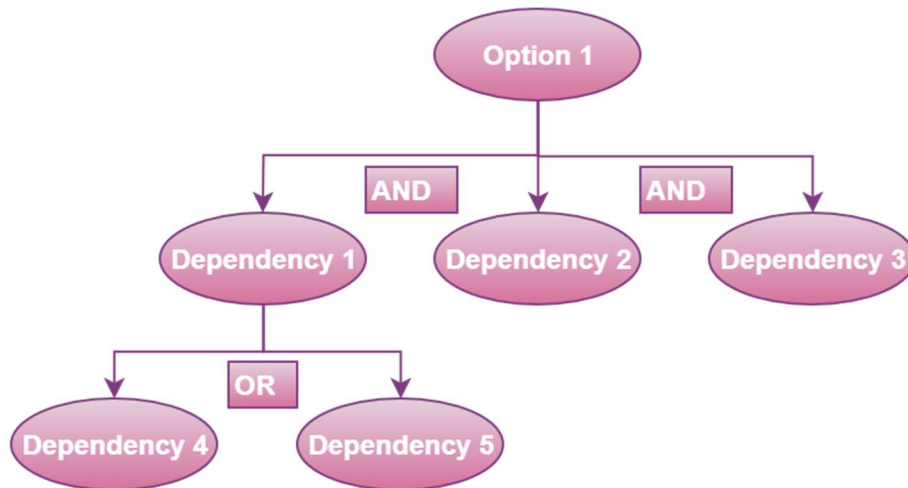 Option 1
AND
AND
Dependency 1
Dependency 2
Dependency 3
OR
Dependency 4
Dependency 5